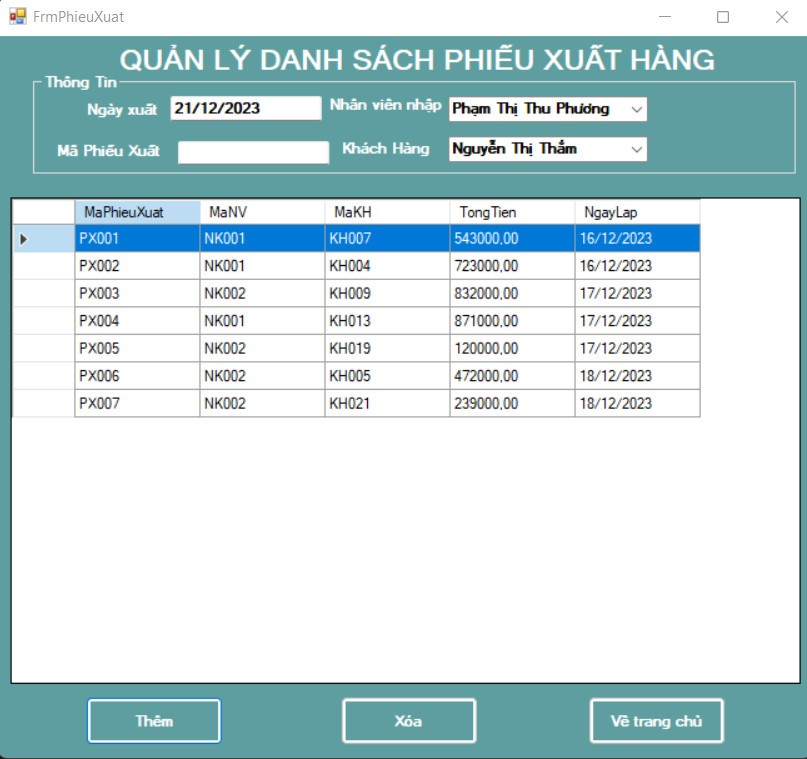 FrmPhieuXuat
QUẢN LÝ DANH SÁCH PHIẾU XUẤT HÀNG
Thông Tin
Ngày xuất 21/12/2023 Nhân viên nhập Phạm Thị Thu Phương
Mã Phiếu Xuất Khách Hàng Nguyễn Thị Thắm
MaPhieuXuat MaNV MaKH TongTien NgayLap
PX001 NK001 KH007 543000,00 16/12/2023
PX002 NK001 KH004 723000,00 16/12/2023
PX003 NK002 KH009 832000,00 17/12/2023
PX004 NK001 KH013 871000,00 17/12/2023
PX005 NK002 KH019 120000,00 17/12/2023
PX006 NK002 KH005 472000,00 18/12/2023
PX007 NK002 KH021 239000,00 18/12/2023
Thêm Xóa Về trang chủ